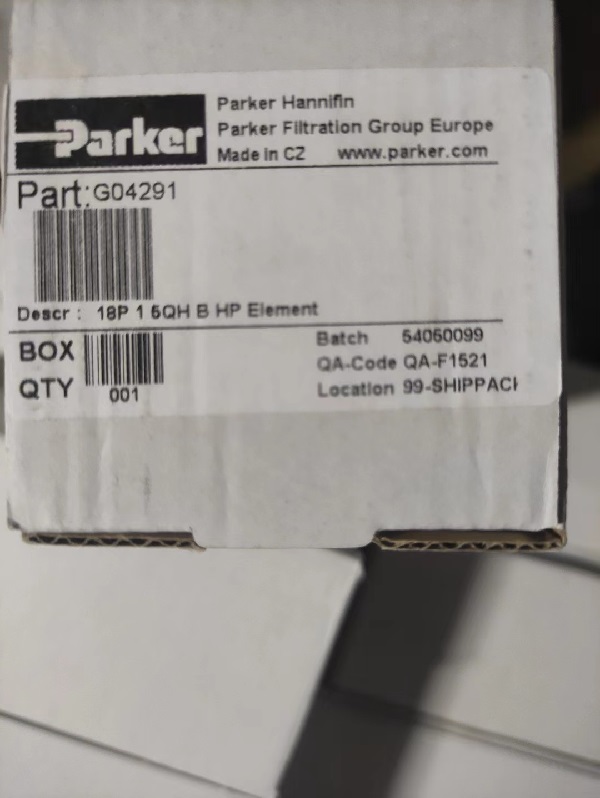 Parker
Parker Hannifin
Parker Filtration Group Europe
Made in CZ www.parker.com
Part:G04291
Descr : 18P 1 5QH B HP Element
BOX
QTY
001
Batch 54060099
QA-Code QA-F1521
Location 99-SHIPPACK